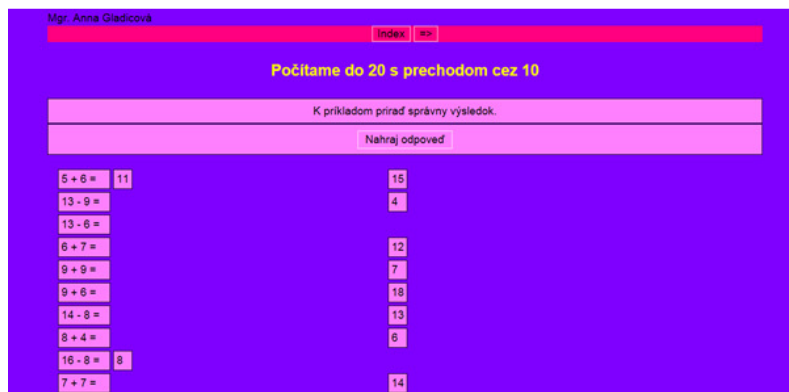 Mgr. Anna Gladicová
Index =>
Počítame do 20 s prechodom cez 10
K príkladom priraď správny výsledok.
Nahraj odpoveď
5 + 6 = 11 15
13 - 9 = 4
13 - 6 =
6 + 7 = 12
9 + 9 = 7
9 + 6 = 18
14 - 8 = 13
8 + 4 = 6
16 - 8 = 8
7 + 7 = 14